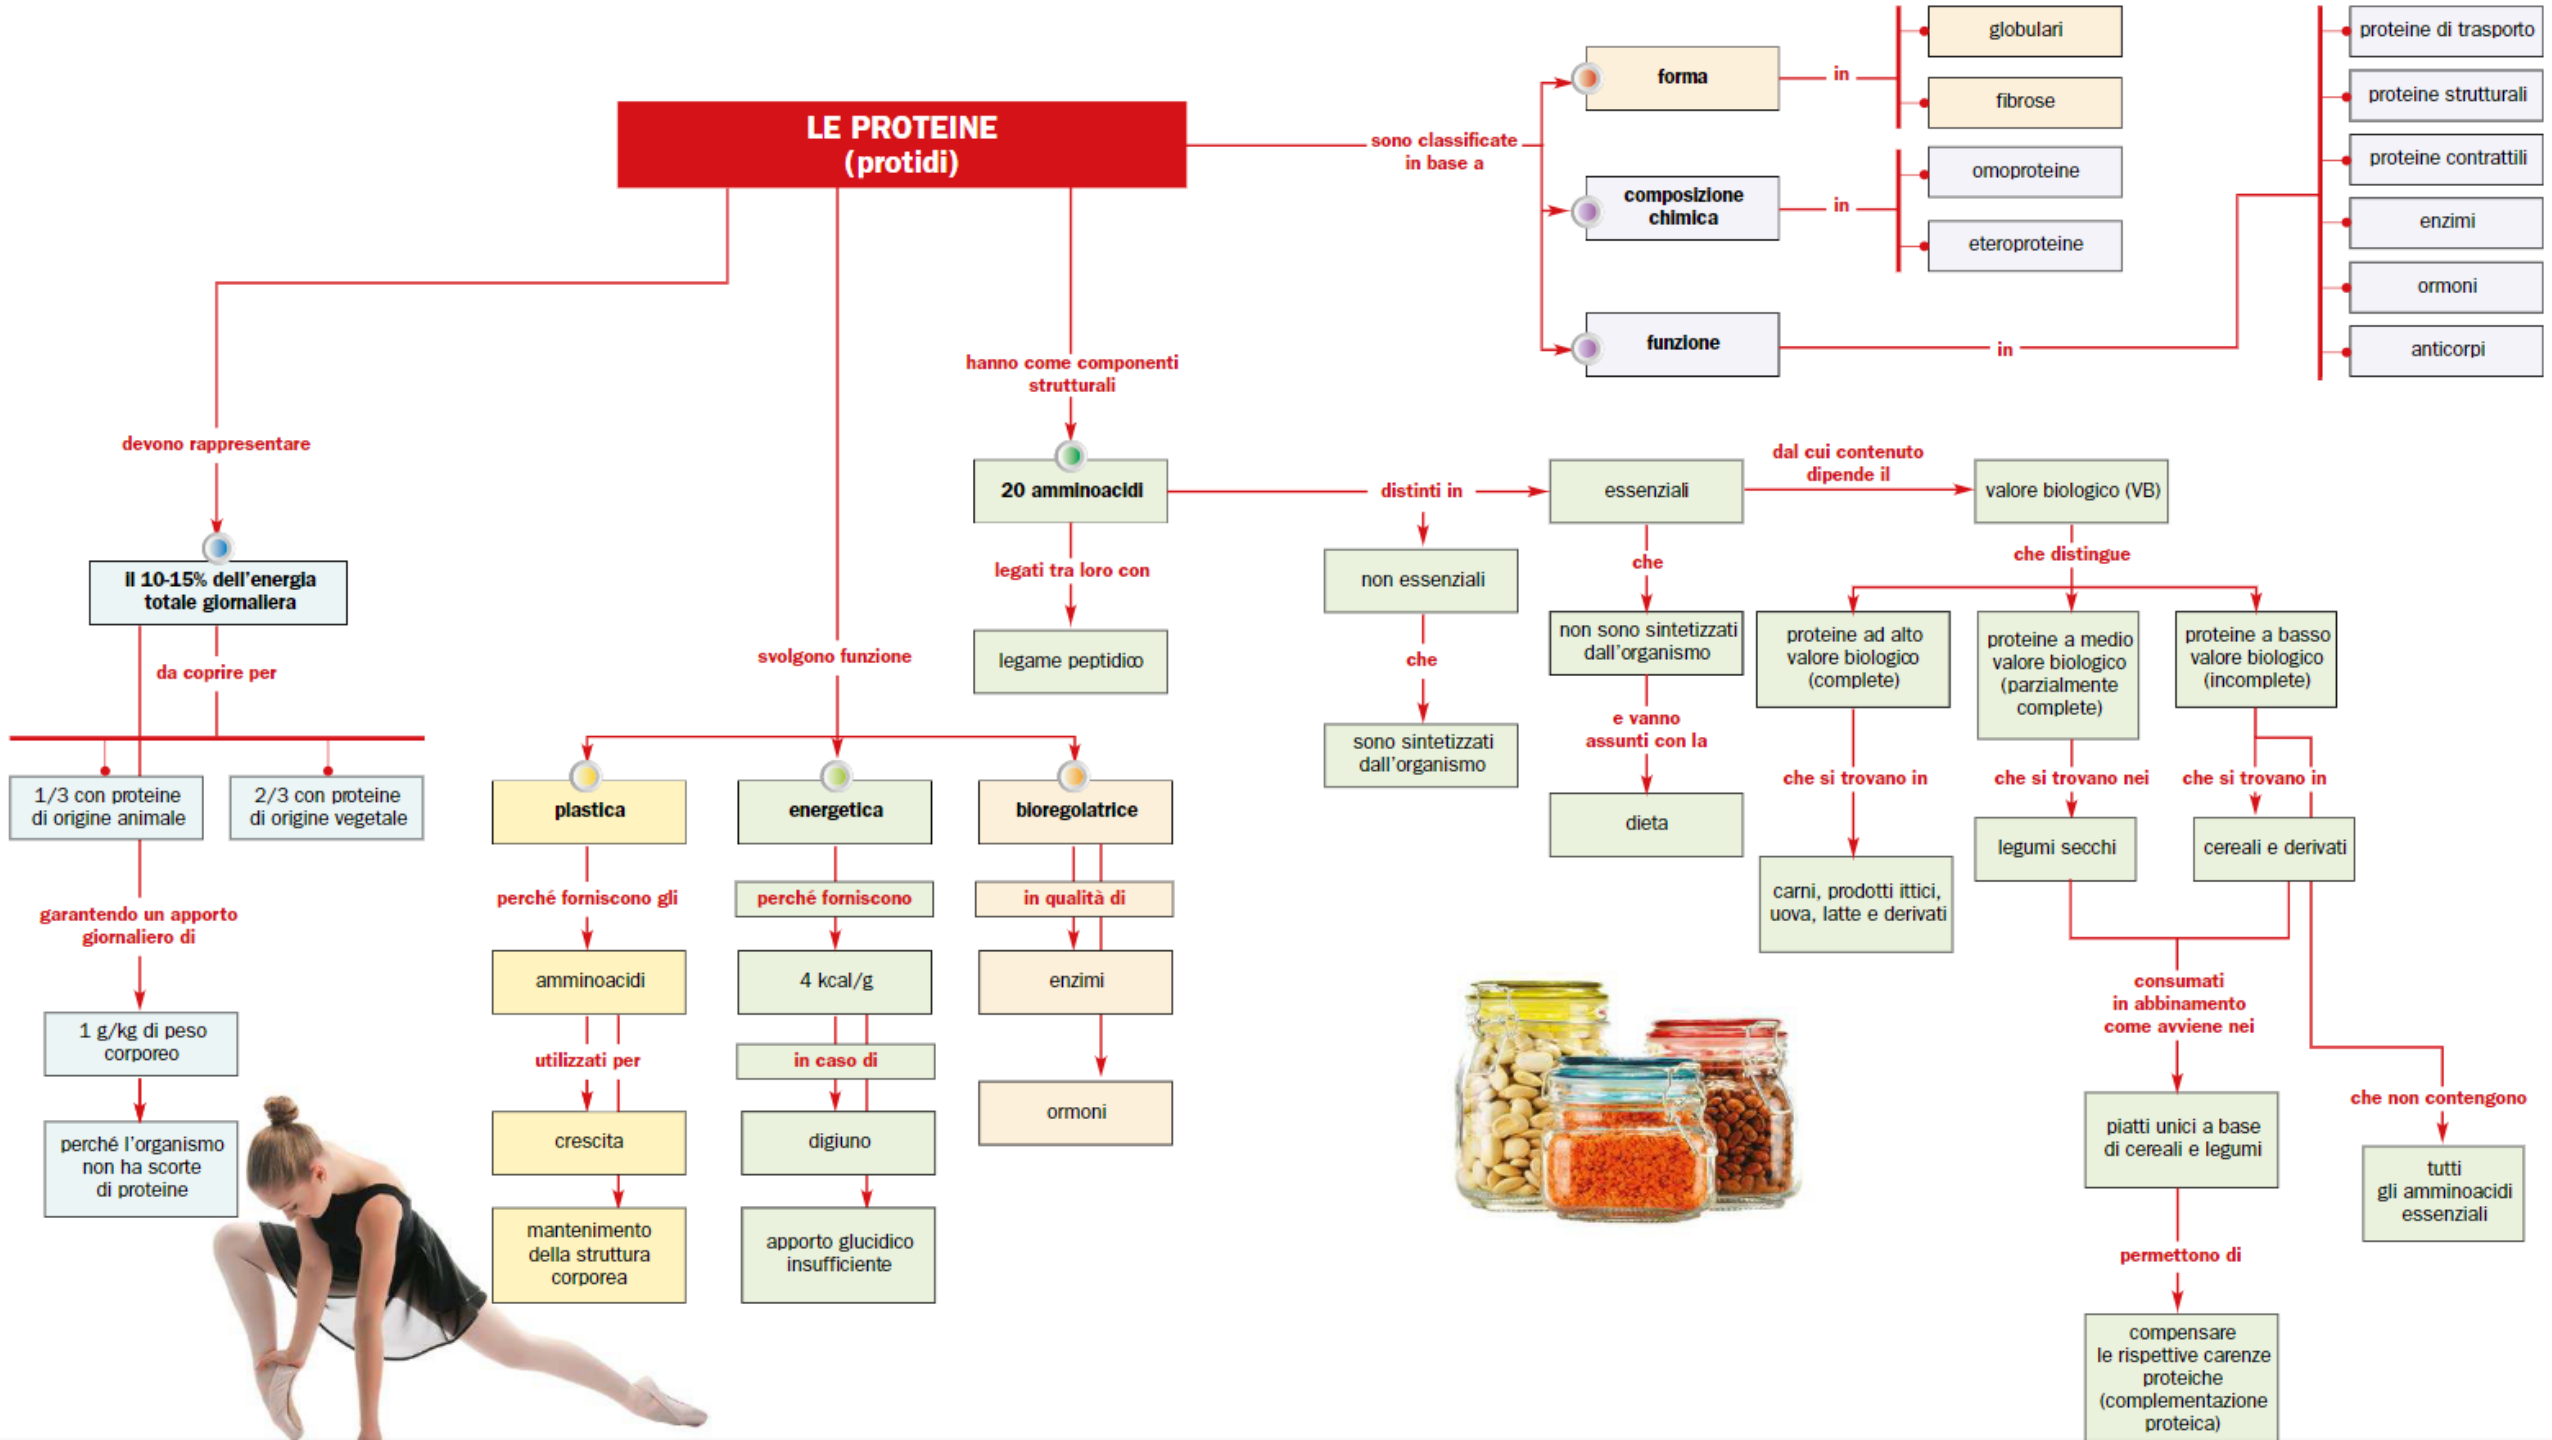 LE PROTEINE
(protidi)
sono classificate
in base a
forma
in
globulari
fibrose
composizione
chimica
in
omoproteine
eteroproteine
funzione
in
proteine di trasporto
proteine strutturali
proteine contrattili
enzimi
ormoni
anticorpi
devono rappresentare
il 10-15% dell'energia
totale giornaliera
da coprire per
1/3 con proteine
di origine animale
2/3 con proteine
di origine vegetale
garantendo un apporto
giornaliero di
1 g/kg di peso
corporeo
perché l'organismo
non ha scorte
di proteine
svolgono funzione
plastica
perché forniscono gli
amminoacidi
utilizzati per
crescita
mantenimento
della struttura
corporea
energetica
perché forniscono
4 kcal/g
in caso di
digiuno
apporto glucidico
insufficiente
bioregolatrice
in qualità di
enzimi
ormoni
hanno come componenti
strutturali
20 amminoacidi
legati tra loro con
legame peptidico
distinti in
non essenziali
che
sono sintetizzati
dall'organismo
essenziali
che
non sono sintetizzati
dall'organismo
e vanno
assunti con la
dieta
dal cui contenuto
dipende il
valore biologico (VB)
che distingue
proteine ad alto
valore biologico
(complete)
che si trovano in
carni, prodotti ittici,
uova, latte e derivati
proteine a medio
valore biologico
(parzialmente
complete)
che si trovano nei
legumi secchi
proteine a basso
valore biologico
(incomplete)
che si trovano in
cereali e derivati
consumati
in abbinamento
come avviene nei
piatti unici a base
di cereali e legumi
permettono di
compensare
le rispettive carenze
proteiche
(complementazione
proteica)
che non contengono
tutti
gli amminoacidi
essenziali